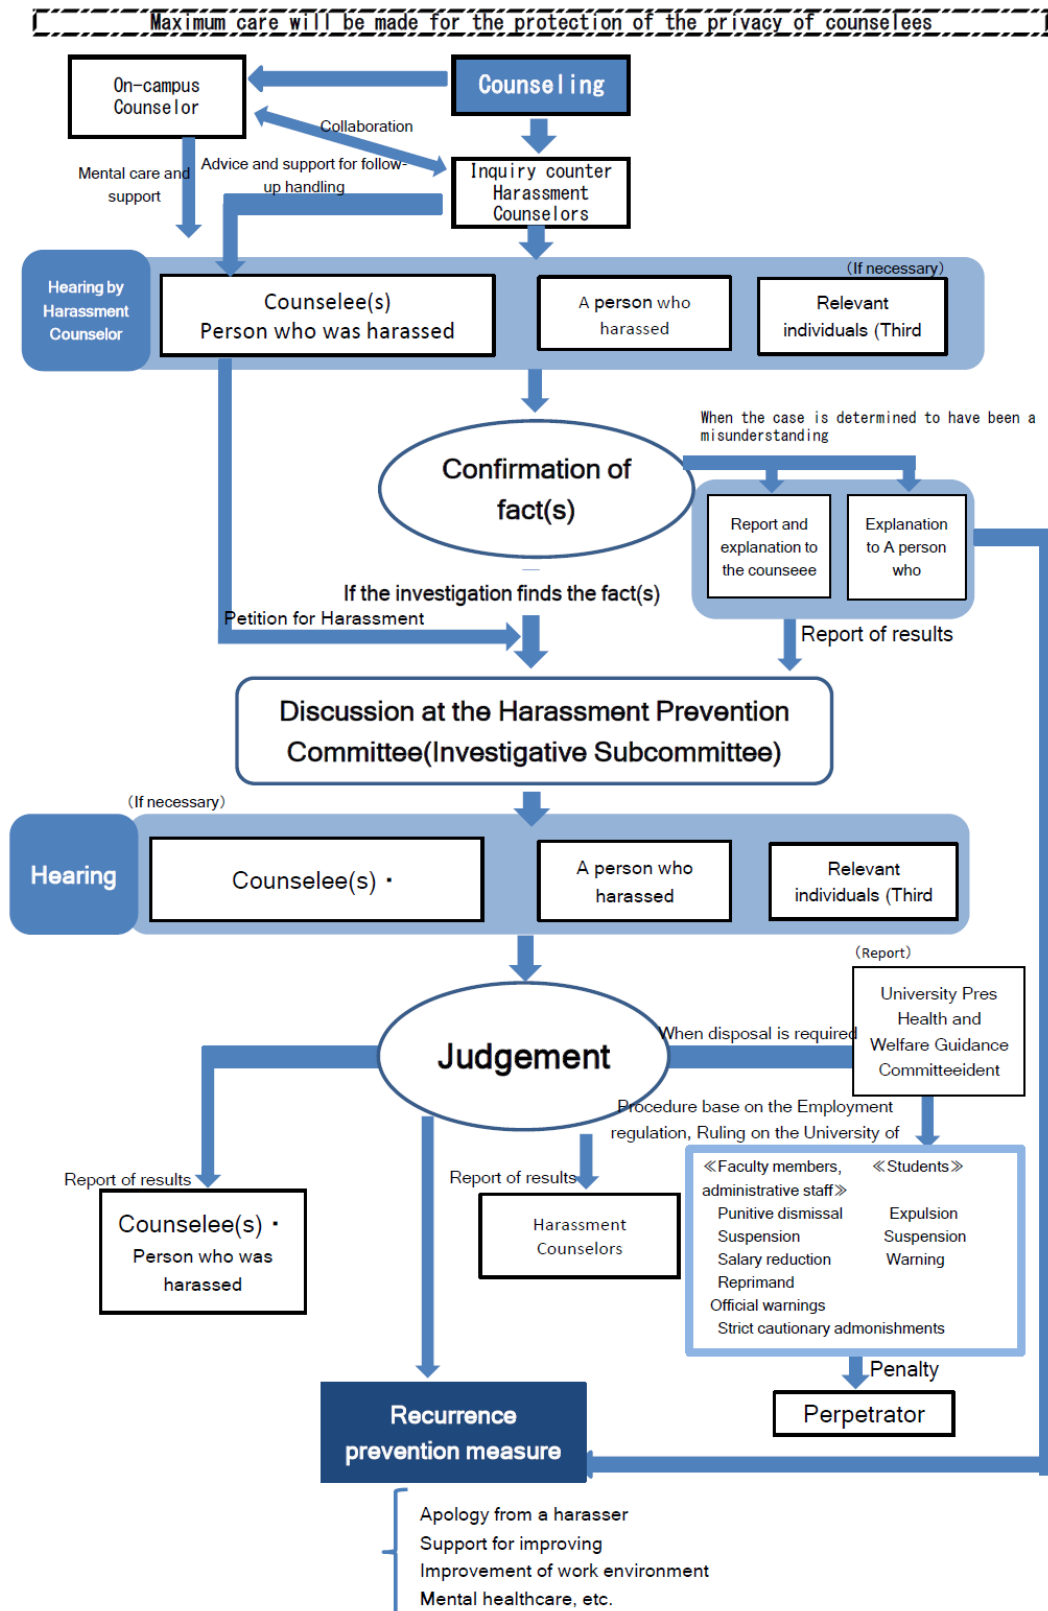 Maximum care will be made for the protection of the privacy of counselees
On-campus
Counselor
Counseling
Collaboration
Mental care and
support
Advice and support for follow-
up handling
Inquiry counter
Harassment
Counselors
(If necessary)
Hearing by
Harassment
Counselor
Counselee(s)
Person who was harassed
A person who
harassed
Relevant
individuals (Third
When the case is determined to have been a
misunderstanding
Confirmation of
fact(s)
Report and
explanation to
the counseee
Explanation
to A person
who
If the investigation finds the fact(s)
Petition for Harassment
Report of results
Discussion at the Harassment Prevention
Committee(Investigative Subcommittee)
(If necessary)
Hearing
Counselee(s)・
A person who
harassed
Relevant
individuals (Third
(Report)
University Pres
Health and
Welfare Guidance
Committeeident
Judgement
When disposal is required
Procedure base on the Employment
regulation, Ruling on the University of
Report of results
Counselee(s)・
Person who was
harassed
Report of results
Harassment
Counselors
≪Faculty members,
administrative staff≫
Punitive dismissal
Suspension
Salary reduction
Reprimand
Official warnings
Strict cautionary admonishments
≪Students≫
Expulsion
Suspension
Warning
Penalty
Perpetrator
Recurrence
prevention measure
Apology from a harasser
Support for improving
Improvement of work environment
Mental healthcare, etc.